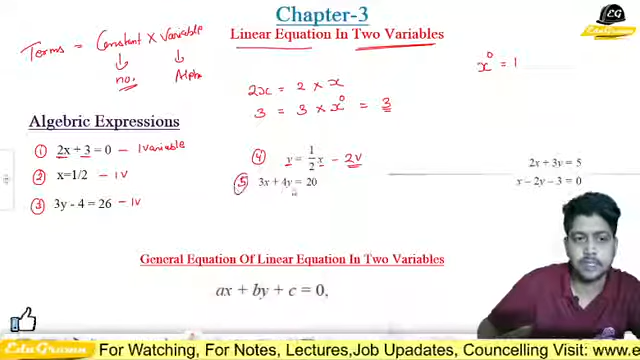 Chapter-3
Linear Equation In Two Variables
Terms = Constant × Variable
no.
Alpha
2x = 2 × x
3 = 3 × x⁰ = 3
x⁰ = 1
Algebraic Expressions
① 2x + 3 = 0 – 1 variable
② x=1/2 – 1V
③ 3y - 4 = 26 – 1V
④ y = 1/2 x – 2V
⑤ 3x + 4y = 20
2x + 3y = 5
x – 2y – 3 = 0
General Equation Of Linear Equation In Two Variables
ax + by + c = 0,
EG
EduGrown
For Watching, For Notes, Lectures,Job Upadates, Councelling Visit: www.e